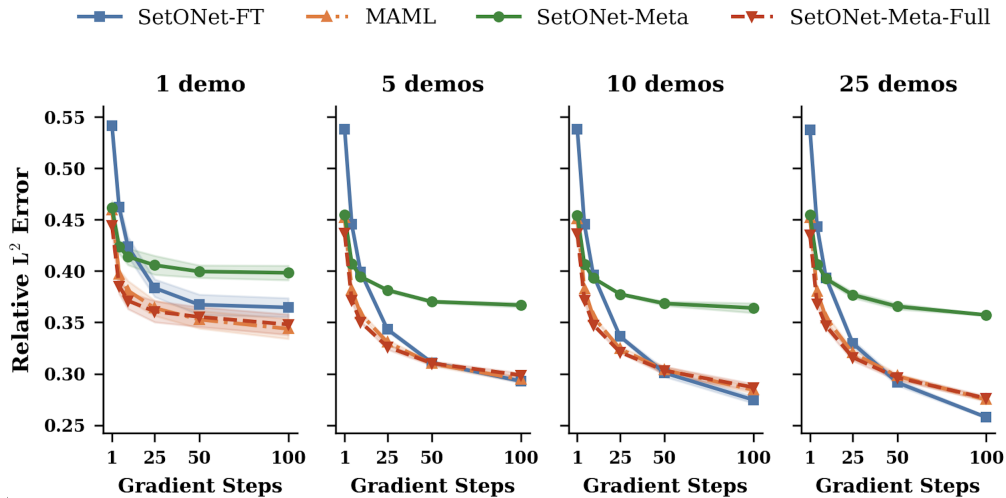 SetONet-FT MAML SetONet-Meta SetONet-Meta-Full
1 demo 5 demos 10 demos 25 demos
Relative L² Error
0.55
0.50
0.45
0.40
0.35
0.30
0.25
1 25 50 100 1 25 50 100 1 25 50 100 1 25 50 100
Gradient Steps Gradient Steps Gradient Steps Gradient Steps